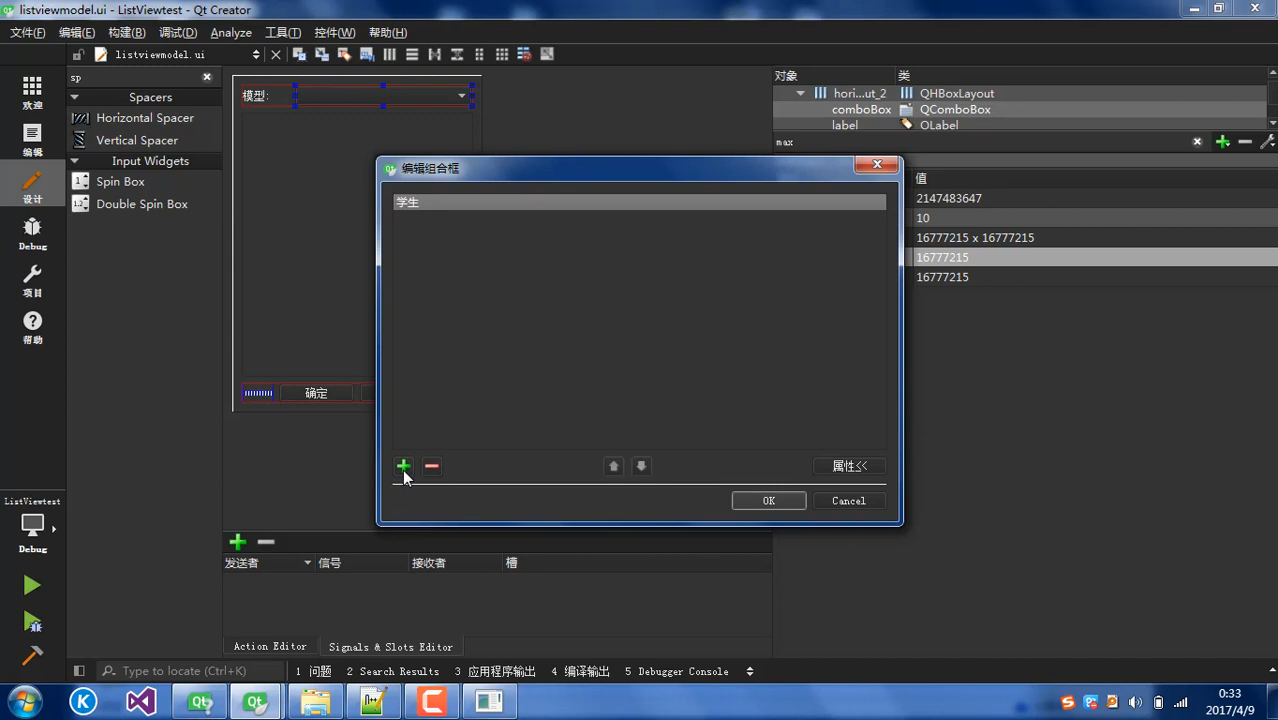 listviewmodel.ui - ListViewtest - Qt Creator
文件(F) 编辑(E) 构建(B) 调试(D) Analyze 工具(T) 控件(W) 帮助(H)
listviewmodel.ui
sp
Spacers
Horizontal Spacer
Vertical Spacer
Input Widgets
Spin Box
Double Spin Box
欢迎
编辑
设计
Debug
项目
帮助
ListViewtest
Debug
模型:
确定
对象 类
hori...ut_2 QHBoxLayout
comboBox QComboBox
label QLabel
max
值
2147483647
10
16777215 x 16777215
16777215
16777215
编辑组合框
学生
属性<<
OK Cancel
发送者 信号 接收者 槽
Action Editor Signals & Slots Editor
Type to locate (Ctrl+K) 1 问题 2 Search Results 3 应用程序输出 4 编译输出 5 Debugger Console
0:33
2017/4/9